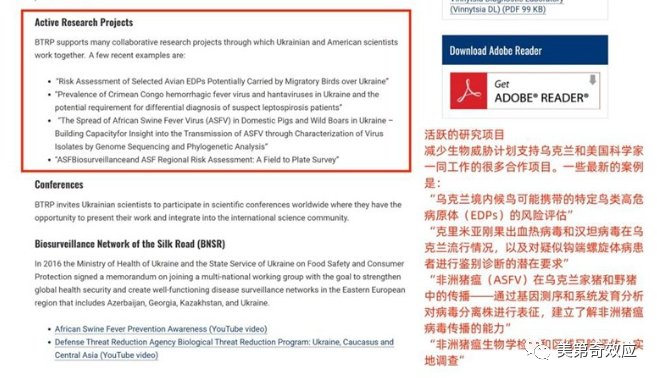 Active Research Projects
BTRP supports many collaborative research projects through which Ukrainian and American scientists
work together. A few recent examples are:
• "Risk Assessment of Selected Avian EDPs Potentially Carried by Migratory Birds over Ukraine"
• "Prevalence of Crimean Congo hemorrhagic fever virus and hantaviruses in Ukraine and the
potential requirement for differential diagnosis of suspect leptospirosis patients"
• "The Spread of African Swine Fever Virus (ASFV) in Domestic Pigs and Wild Boars in Ukraine –
Building Capacityfor Insight into the Transmission of ASFV through Characterization of Virus
Isolates by Genome Sequencing and Phylogenetic Analysis"
• "ASFBiosurveillanceand ASF Regional Risk Assessment: A Field to Plate Survey"
Conferences
BTRP invites Ukrainian scientists to participate in scientific conferences worldwide where they have the
opportunity to present their work and integrate into the international science community.
Biosurveillance Network of the Silk Road (BNSR)
In 2016 the Ministry of Health of Ukraine and the State Service of Ukraine on Food Safety and Consumer
Protection signed a memorandum on joining a multi-national working group with the goal to strengthen
global health security and create well-functioning disease surveillance networks in the Eastern European
region that includes Azerbaijan, Georgia, Kazakhstan, and Ukraine.
• African Swine Fever Prevention Awareness (YouTube video)
• Defense Threat Reduction Agency Biological Threat Reduction Program: Ukraine, Caucasus and
Central Asia (YouTube video)
Vinnytsia DL) (PDF 99 KB)
Download Adobe Reader
Get
ADOBE® READER®
活跃的研究项目
减少生物威胁计划支持乌克兰和美国科学家
一同工作的很多合作项目。一些最新的案例
是：
“乌克兰境内候鸟可能携带的特定鸟类高危
病原体（EDPs）的风险评估”
“克里米亚刚果出血热病毒和汉坦病毒在乌
克兰流行情况，以及对疑似钩端螺旋体病患
者进行鉴别诊断的潜在要求”
“非洲猪瘟（ASFV）在乌克兰家猪和野猪
中的传播——通过基因测序和系统发育分析
对病毒分离株进行表征，建立了解非洲猪瘟
病毒传播的能力”
“非洲猪瘟生物学检
地调查”
美第奇效应